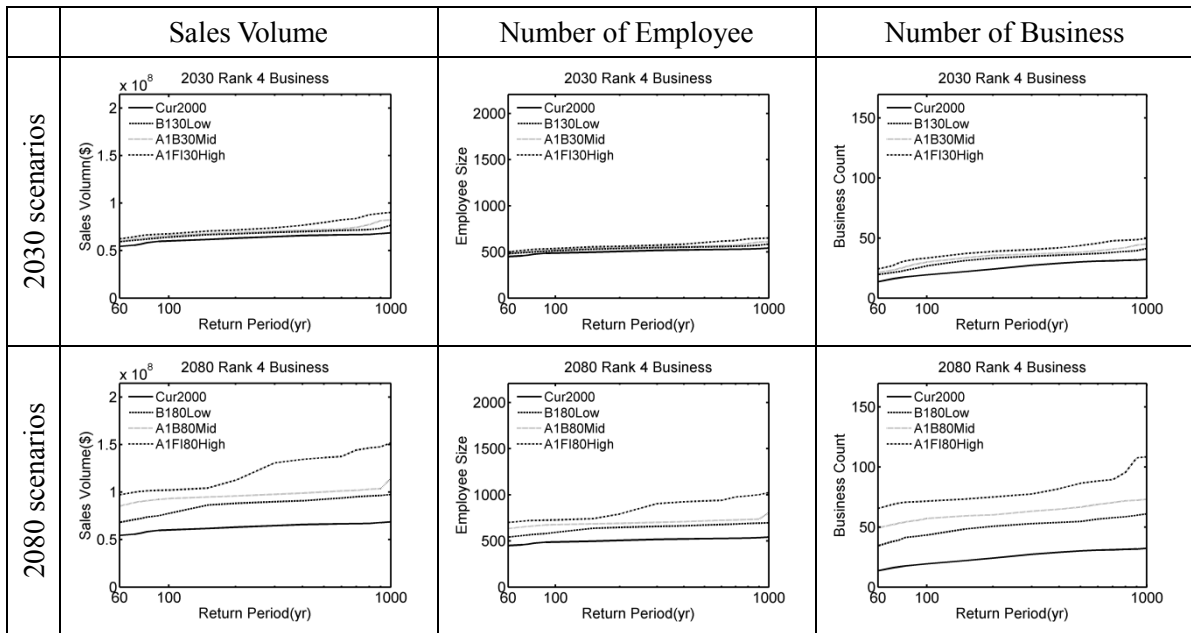 Sales Volume
Number of Employee
Number of Business
2030 scenarios
2030 Rank 4 Business
x 10^8
2
1.5
1
0.5
0
60
100
1000
Return Period(yr)
Sales Volumn($)
Cur2000
B130Low
A1B30Mid
A1FI30High
2030 Rank 4 Business
2000
1500
1000
500
0
60
100
1000
Return Period(yr)
Employee Size
Cur2000
B130Low
A1B30Mid
A1FI30High
2030 Rank 4 Business
150
100
50
0
60
100
1000
Return Period(yr)
Business Count
Cur2000
B130Low
A1B30Mid
A1FI30High
2080 scenarios
2080 Rank 4 Business
x 10^8
2
1.5
1
0.5
0
60
100
1000
Return Period(yr)
Sales Volume($)
Cur2000
B180Low
A1B80Mid
A1FI80High
2080 Rank 4 Business
2000
1500
1000
500
0
60
100
1000
Return Period(yr)
Employee Size
Cur2000
B180Low
A1B80Mid
A1FI80High
2080 Rank 4 Business
150
100
50
0
60
100
1000
Return Period(yr)
Business Count
Cur2000
B180Low
A1B80Mid
A1FI80High